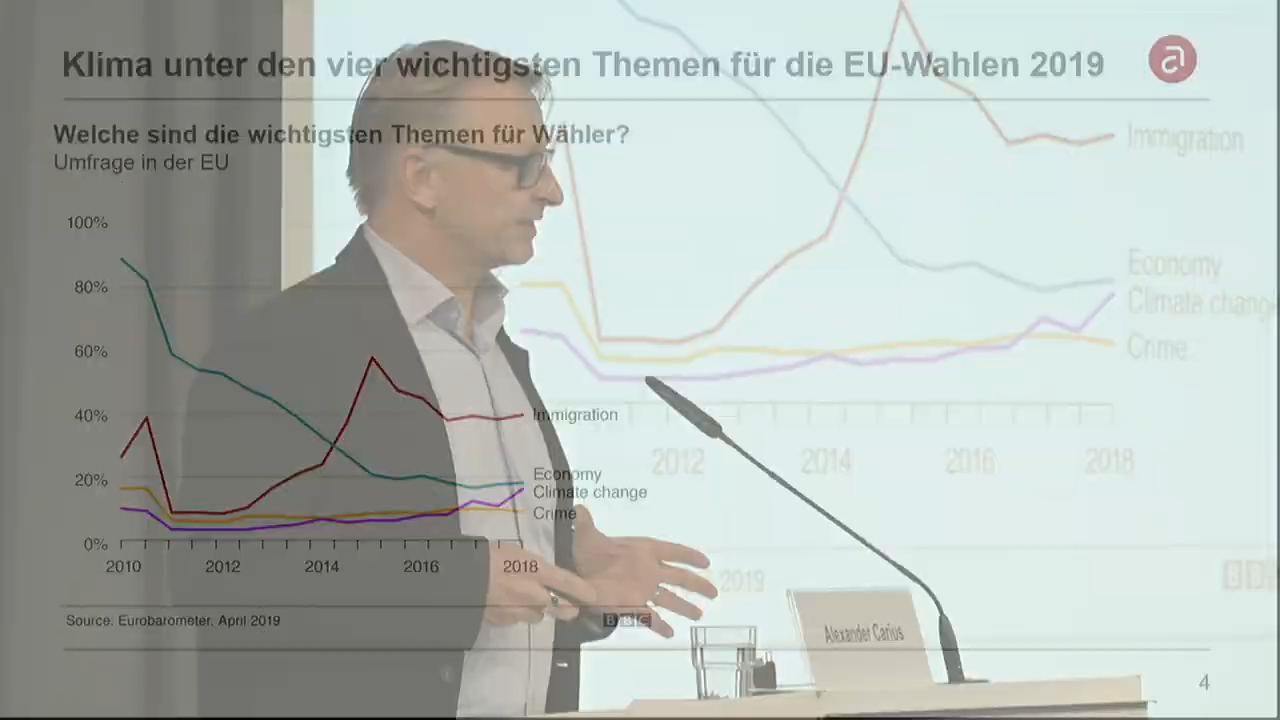 Klima unter den vier wichtigsten Themen für die EU-Wahlen 2019
a
Welche sind die wichtigsten Themen für Wähler?
Umfrage in der EU
100%
80%
60%
40%
20%
0%
2010
2012
2014
2016
2018
Immigration
Economy
Climate change
Crime
Source. Eurobarometer, April 2019
BBC
4
Immigration
Economy
Climate change
Crime
2012
2014
2016
2018
2019
Alexander Carius